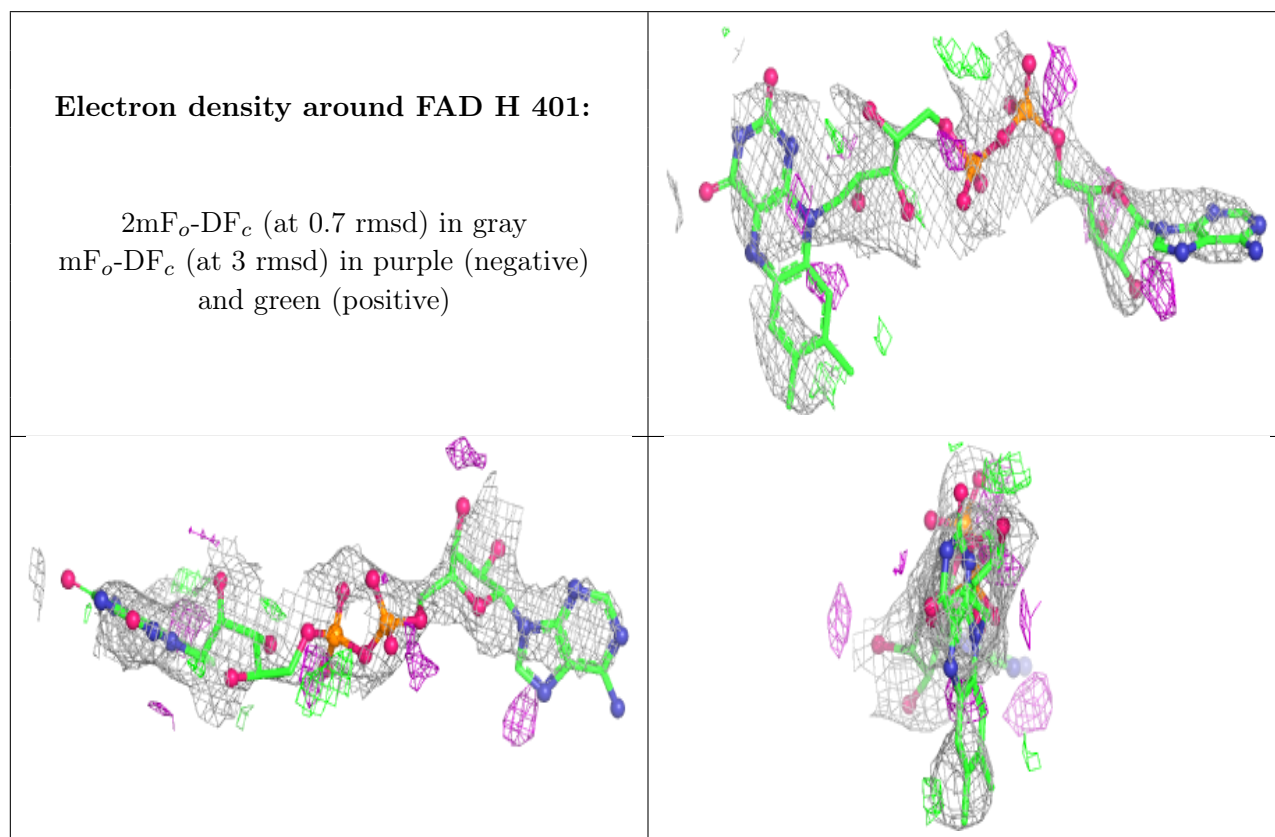 Electron density around FAD H 401:
2mFo-DFc (at 0.7 rmsd) in gray
mFo-DFc (at 3 rmsd) in purple (negative)
and green (positive)